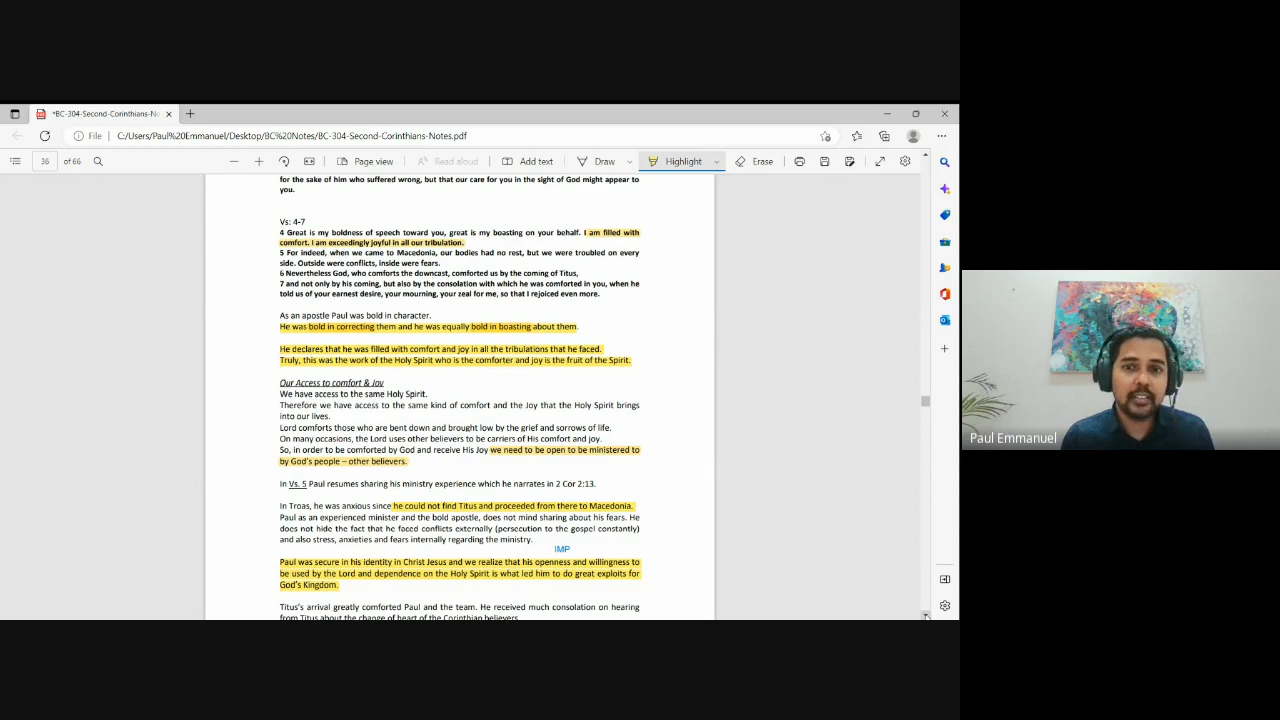 *BC-304-Second-Corinthians-No
File C:/Users/Paul%20Emmanuel/Desktop/BC%20Notes/BC-304-Second-Corinthians-Notes.pdf
36 of 66 Page view Read aloud Add text Draw Highlight Erase
for the sake of him who suffered wrong, but that our care for you in the sight of God might appear to
you.
Vs: 4-7
4 Great is my boldness of speech toward you, great is my boasting on your behalf. I am filled with
comfort. I am exceedingly joyful in all our tribulation.
5 For indeed, when we came to Macedonia, our bodies had no rest, but we were troubled on every
side. Outside were conflicts, inside were fears.
6 Nevertheless God, who comforts the downcast, comforted us by the coming of Titus,
7 and not only by his coming, but also by the consolation with which he was comforted in you, when he
told us of your earnest desire, your mourning, your zeal for me, so that I rejoiced even more.
As an apostle Paul was bold in character.
He was bold in correcting them and he was equally bold in boasting about them.
He declares that he was filled with comfort and joy in all the tribulations that he faced.
Truly, this was the work of the Holy Spirit who is the comforter and joy is the fruit of the Spirit.
Our Access to comfort & Joy
We have access to the same Holy Spirit.
Therefore we have access to the same kind of comfort and the Joy that the Holy Spirit brings
into our lives.
Lord comforts those who are bent down and brought low by the grief and sorrows of life.
On many occasions, the Lord uses other believers to be carriers of His comfort and joy.
So, in order to be comforted by God and receive His Joy we need to be open to be ministered to
by God's people – other believers.
In Vs. 5 Paul resumes sharing his ministry experience which he narrates in 2 Cor 2:13.
In Troas, he was anxious since he could not find Titus and proceeded from there to Macedonia.
Paul as an experienced minister and the bold apostle, does not mind sharing about his fears. He
does not hide the fact that he faced conflicts externally (persecution to the gospel constantly)
and also stress, anxieties and fears internally regarding the ministry.
IMP
Paul was secure in his identity in Christ Jesus and we realize that his openness and willingness to
be used by the Lord and dependence on the Holy Spirit is what led him to do great exploits for
God's Kingdom.
Titus's arrival greatly comforted Paul and the team. He received much consolation on hearing
from Titus about the change of heart of the Corinthian believers.
Paul Emmanuel